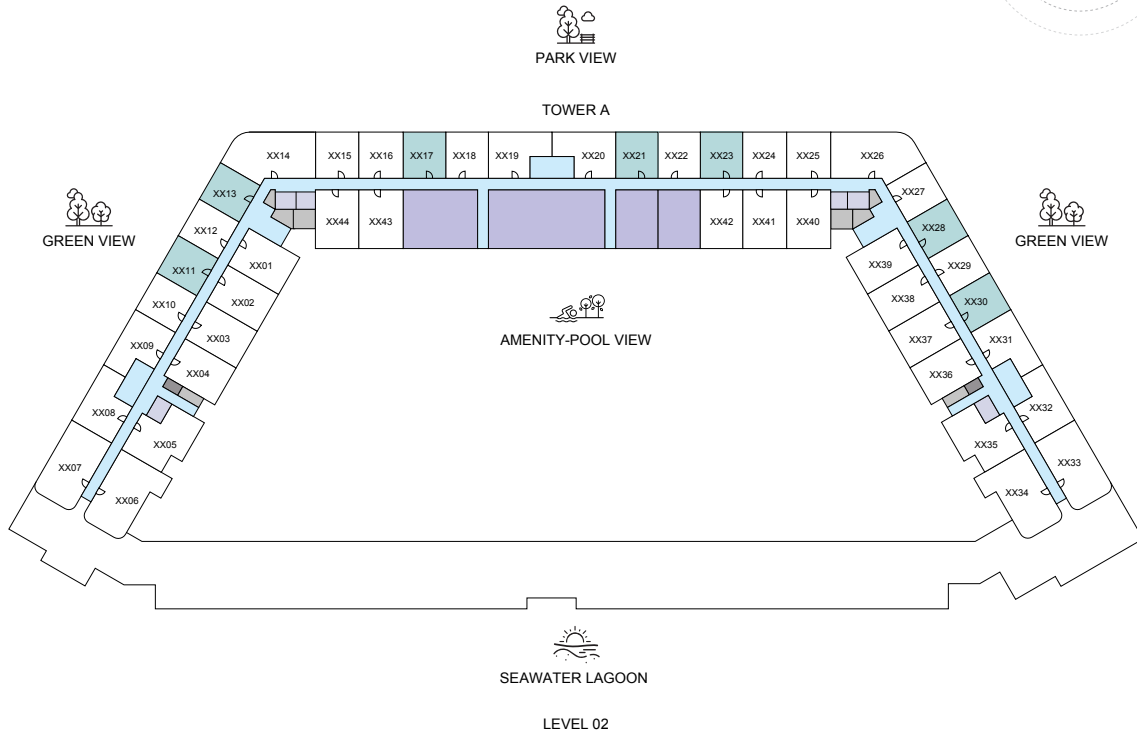 PARK VIEW
TOWER A
XX14
XX15
XX16
XX17
XX18
XX19
XX20
XX21
XX22
XX23
XX24
XX25
XX26
XX13
XX27
XX44
XX43
XX42
XX41
XX40
XX12
XX28
GREEN VIEW
GREEN VIEW
XX11
XX01
XX39
XX29
XX10
XX02
XX38
XX30
XX09
XX03
XX37
XX31
AMENITY-POOL VIEW
XX04
XX36
XX08
XX32
XX05
XX35
XX07
XX33
XX06
XX34
SEAWATER LAGOON
LEVEL 02